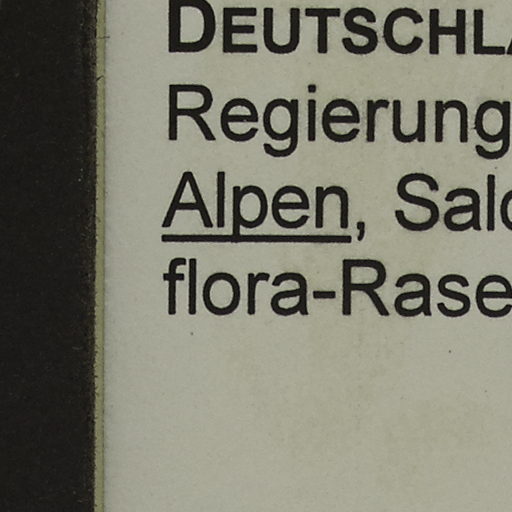 DEUTSCHLA
Regierung
Alpen, Salo
flora-Rase